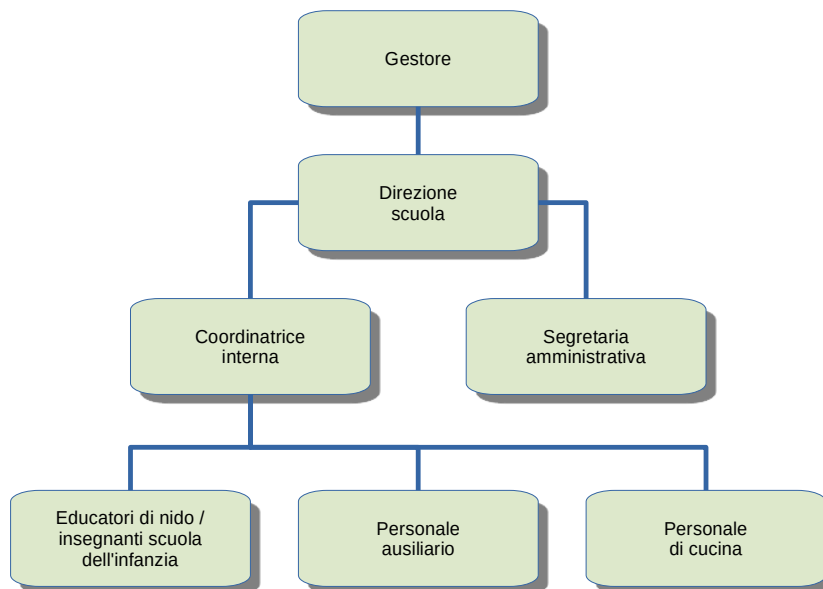 Gestore
Direzione
scuola
Coordinatrice
interna
Segretaria
amministrativa
Educatori di nido /
insegnanti scuola
dell'infanzia
Personale
ausiliario
Personale
di cucina